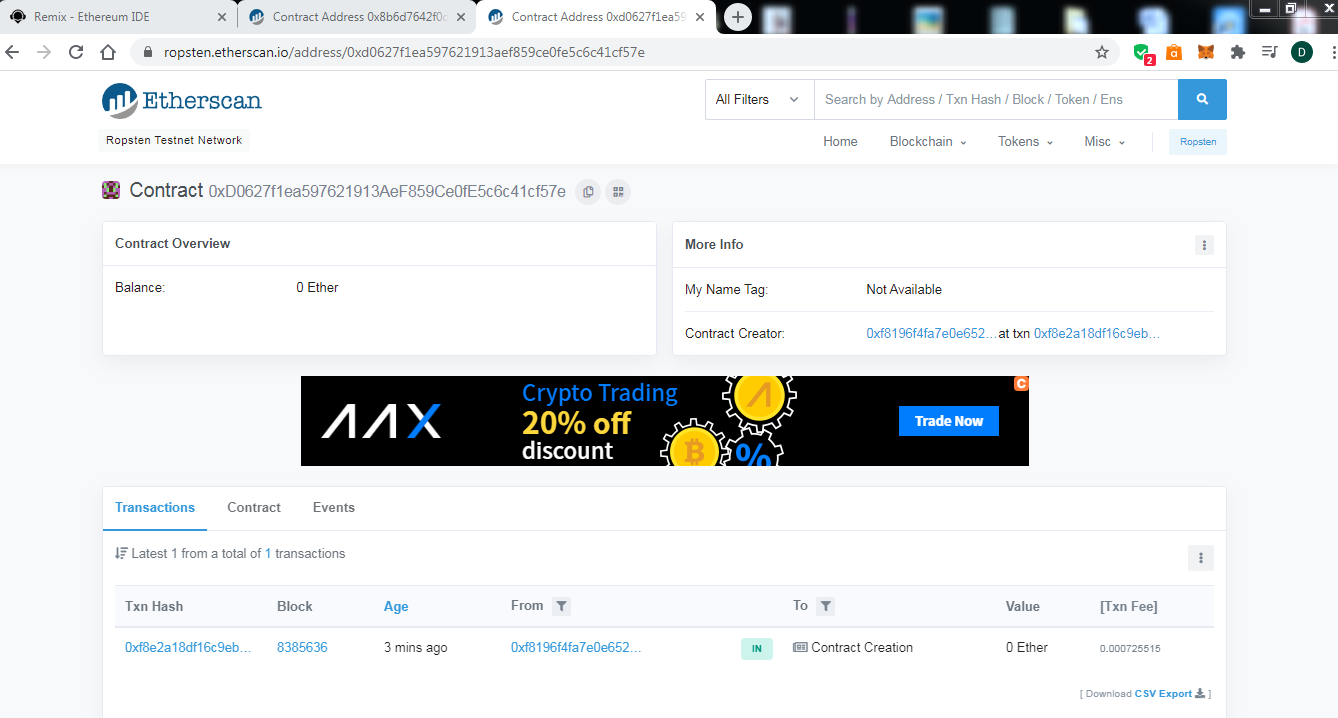 Remix - Ethereum IDE
Contract Address 0x8b6d7642f0c
Contract Address 0xd0627f1ea59
ropsten.etherscan.io/address/0xd0627f1ea597621913aef859ce0fe5c6c41cf57e
2
a
D
Etherscan
All Filters
Search by Address / Txn Hash / Block / Token / Ens
Ropsten Testnet Network
Home Blockchain Tokens Misc Ropsten
Contract 0xD0627f1ea597621913AeF859Ce0fE5c6c41cf57e
Contract Overview
Balance: 0 Ether
More Info
My Name Tag: Not Available
Contract Creator: 0xf8196f4fa7e0e652... at txn 0xf8e2a18df16c9eb...
AAX
Crypto Trading
20% off
discount
B
%
Trade Now
C
Transactions Contract Events
Latest 1 from a total of 1 transactions
Txn Hash Block Age From To Value [Txn Fee]
0xf8e2a18df16c9eb... 8385636 3 mins ago 0xf8196f4fa7e0e652... IN Contract Creation 0 Ether 0.000725515
[ Download CSV Export ]